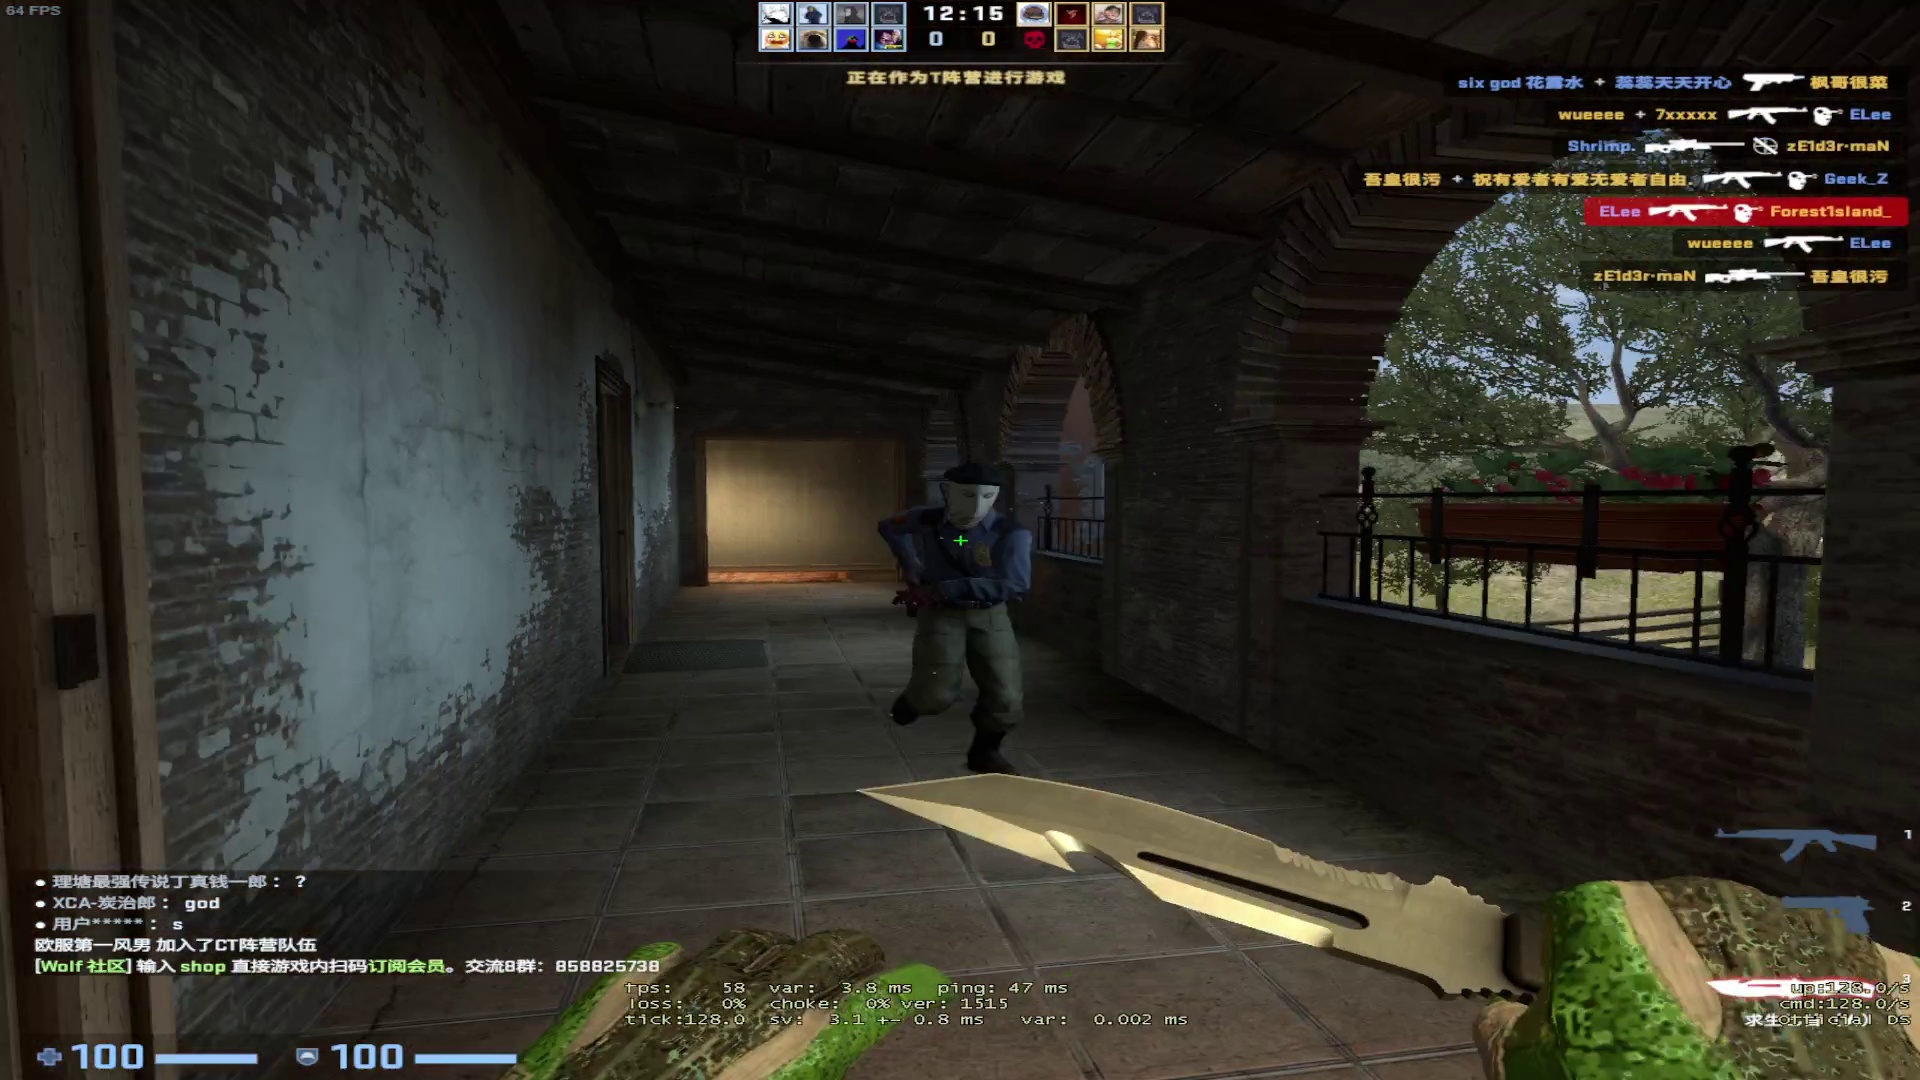 64 FPS
12:15
0 0
正在作为T阵营进行游戏
six god 花露水 + 蕊蕊天天开心 枫哥很菜
wueeee + 7xxxxx ELee
Shrimp. zE1d3r·maN
吾皇很污 + 祝有爱者有爱无爱者自由. Geek_Z
ELee Forest1sland_
wueeee ELee
zE1d3r·maN 吾皇很污
1
2
3
• 理塘最强传说丁真钱一郎： ？
• XCA-炭治郎： god
• 用户*****： s
欧服第一风男 加入了CT阵营队伍
[Wolf 社区] 输入 shop 直接游戏内扫码订阅会员。交流8群：858825738
fps: 58 var: 3.8 ms ping: 47 ms
loss: 0% choke: 0% ver: 1515
tick:128.0 sv: 3.1 +- 0.8 ms var: 0.002 ms
up:128.0/s
cmd:128.0/s
Official DS
100 100